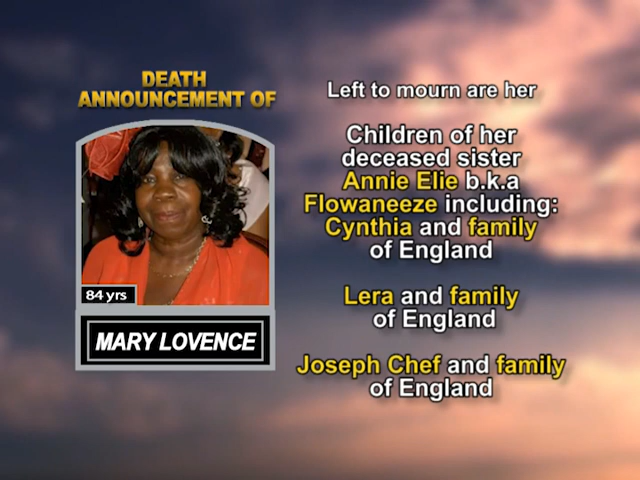 DEATH
ANNOUNCEMENT OF
84 yrs
MARY LOVENCE
Left to mourn are her
Children of her
deceased sister
Annie Elie b.k.a
Flowaneeze including:
Cynthia and family
of England
Lera and family
of England
Joseph Chef and family
of England